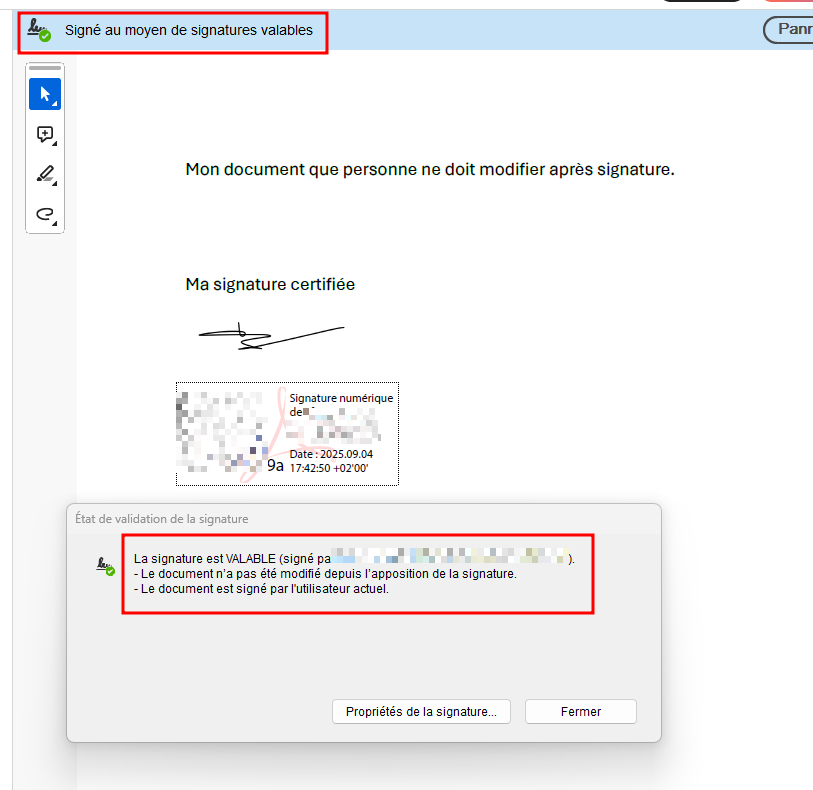 Signé au moyen de signatures valables
Mon document que personne ne doit modifier après signature.
Ma signature certifiée
Signature numérique
de
9a
Date : 2025.09.04
17:42:50 +02'00'
État de validation de la signature
La signature est VALABLE (signé pa ).
- Le document n'a pas été modifié depuis l'apposition de la signature.
- Le document est signé par l'utilisateur actuel.
Propriétés de la signature...
Fermer